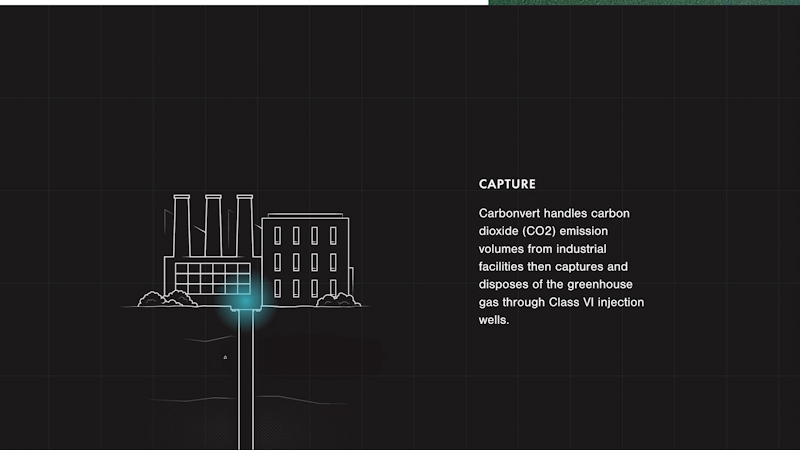 CAPTURE
Carbonvert handles carbon
dioxide (CO2) emission
volumes from industrial
facilities then captures and
disposes of the greenhouse
gas through Class VI injection
wells.